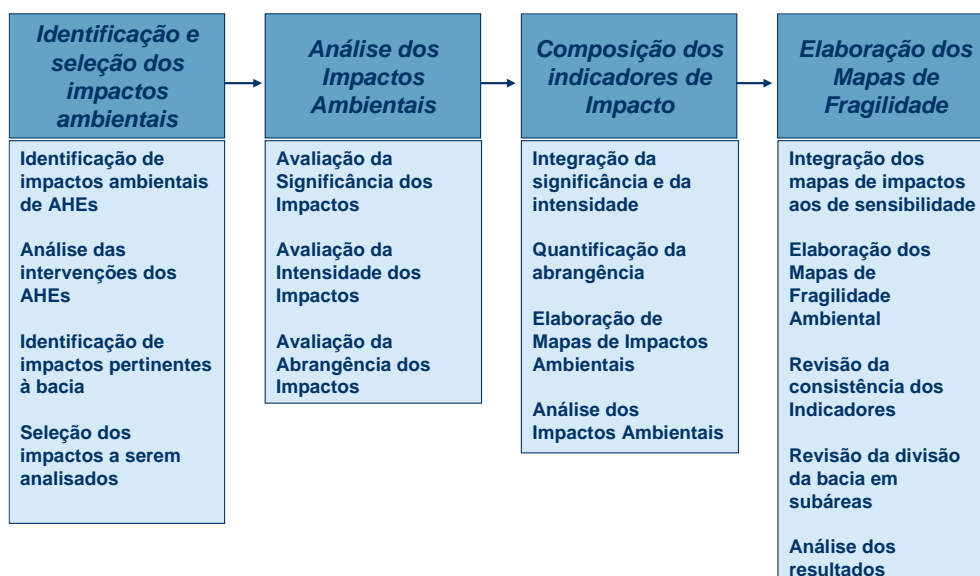 Identificação e
seleção dos
impactos
ambientais
Identificação de
impactos ambientais
de AHEs
Análise das
intervenções dos
AHEs
Identificação de
impactos pertinentes
à bacia
Seleção dos
impactos a serem
analisados
Análise dos
Impactos
Ambientais
Avaliação da
Significância dos
Impactos
Avaliação da
Intensidade dos
Impactos
Avaliação da
Abrangência dos
Impactos
Composição dos
indicadores de
Impacto
Integração da
significância e da
intensidade
Quantificação da
abrangência
Elaboração de
Mapas de Impactos
Ambientais
Análise dos
Impactos Ambientais
Elaboração dos
Mapas de
Fragilidade
Integração dos
mapas de impactos
aos de sensibilidade
Elaboração dos
Mapas de
Fragilidade
Ambiental
Revisão da
consistência dos
Indicadores
Revisão da divisão
da bacia em
subáreas
Análise dos
resultados